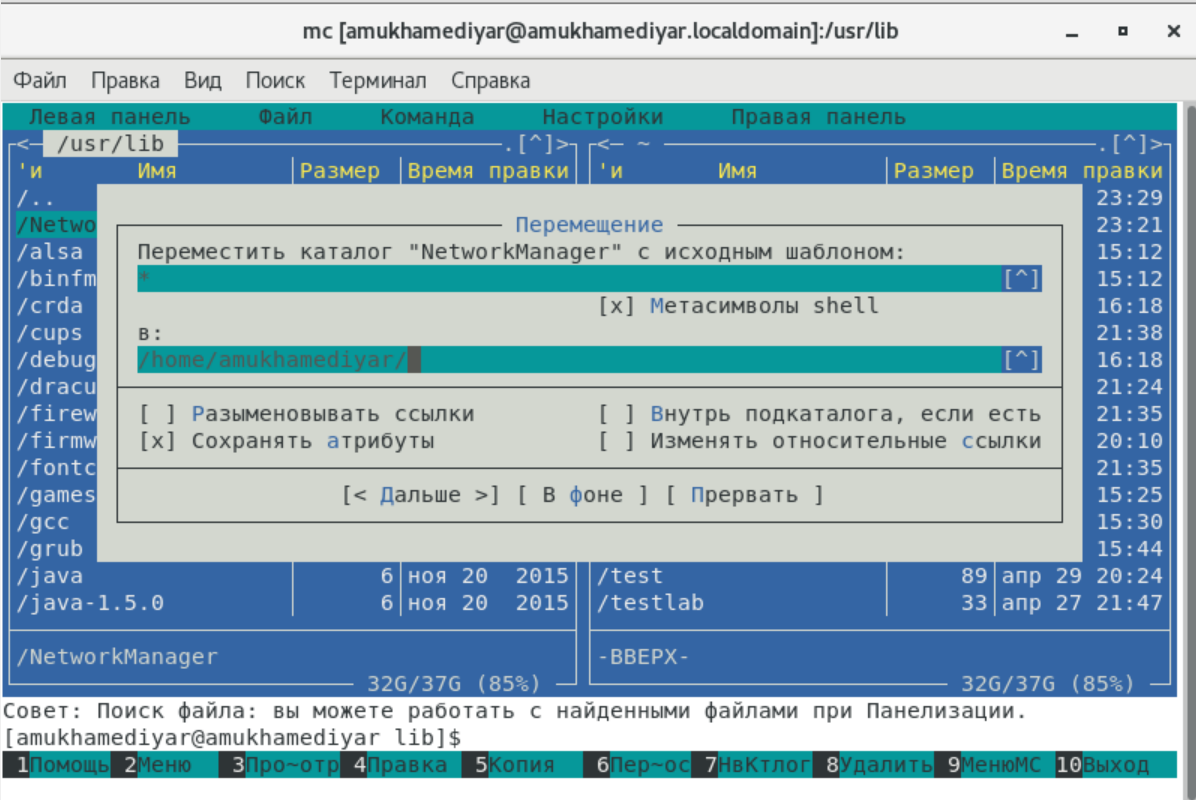 mc [amukhamediyar@amukhamediyar.localdomain]:/usr/lib
Файл Правка Вид Поиск Терминал Справка
Левая панель Файл Команда Настройки Правая панель
<— /usr/lib .[^]> <— ~ .[^]>
'и Имя Размер Время правки 'и Имя Размер Время правки
/.. 23:29
/Netwo Перемещение 23:21
/alsa Переместить каталог "NetworkManager" с исходным шаблоном: 15:12
/binfm * [^] 15:12
/crda [x] Метасимволы shell 16:18
/cups в: 21:38
/debug /home/amukhamediyar/ [^] 16:18
/dracu 21:24
/firew [ ] Разыменовывать ссылки [ ] Внутрь подкаталога, если есть 21:35
/firmw [x] Сохранять атрибуты [ ] Изменять относительные ссылки 20:10
/fontc 21:35
/games [< Дальше >] [ В фоне ] [ Прервать ] 15:25
/gcc 15:30
/grub 15:44
/java 6 ноя 20 2015 /test 89 апр 29 20:24
/java-1.5.0 6 ноя 20 2015 /testlab 33 апр 27 21:47
/NetworkManager -ВВЕРХ-
32G/37G (85%) 32G/37G (85%)
Совет: Поиск файла: вы можете работать с найденными файлами при Панелизации.
[amukhamediyar@amukhamediyar lib]$
1Помощь 2Меню 3Про~отр 4Правка 5Копия 6Пер~ос 7НвКтлог 8Удалить 9МенюМС 10Выход